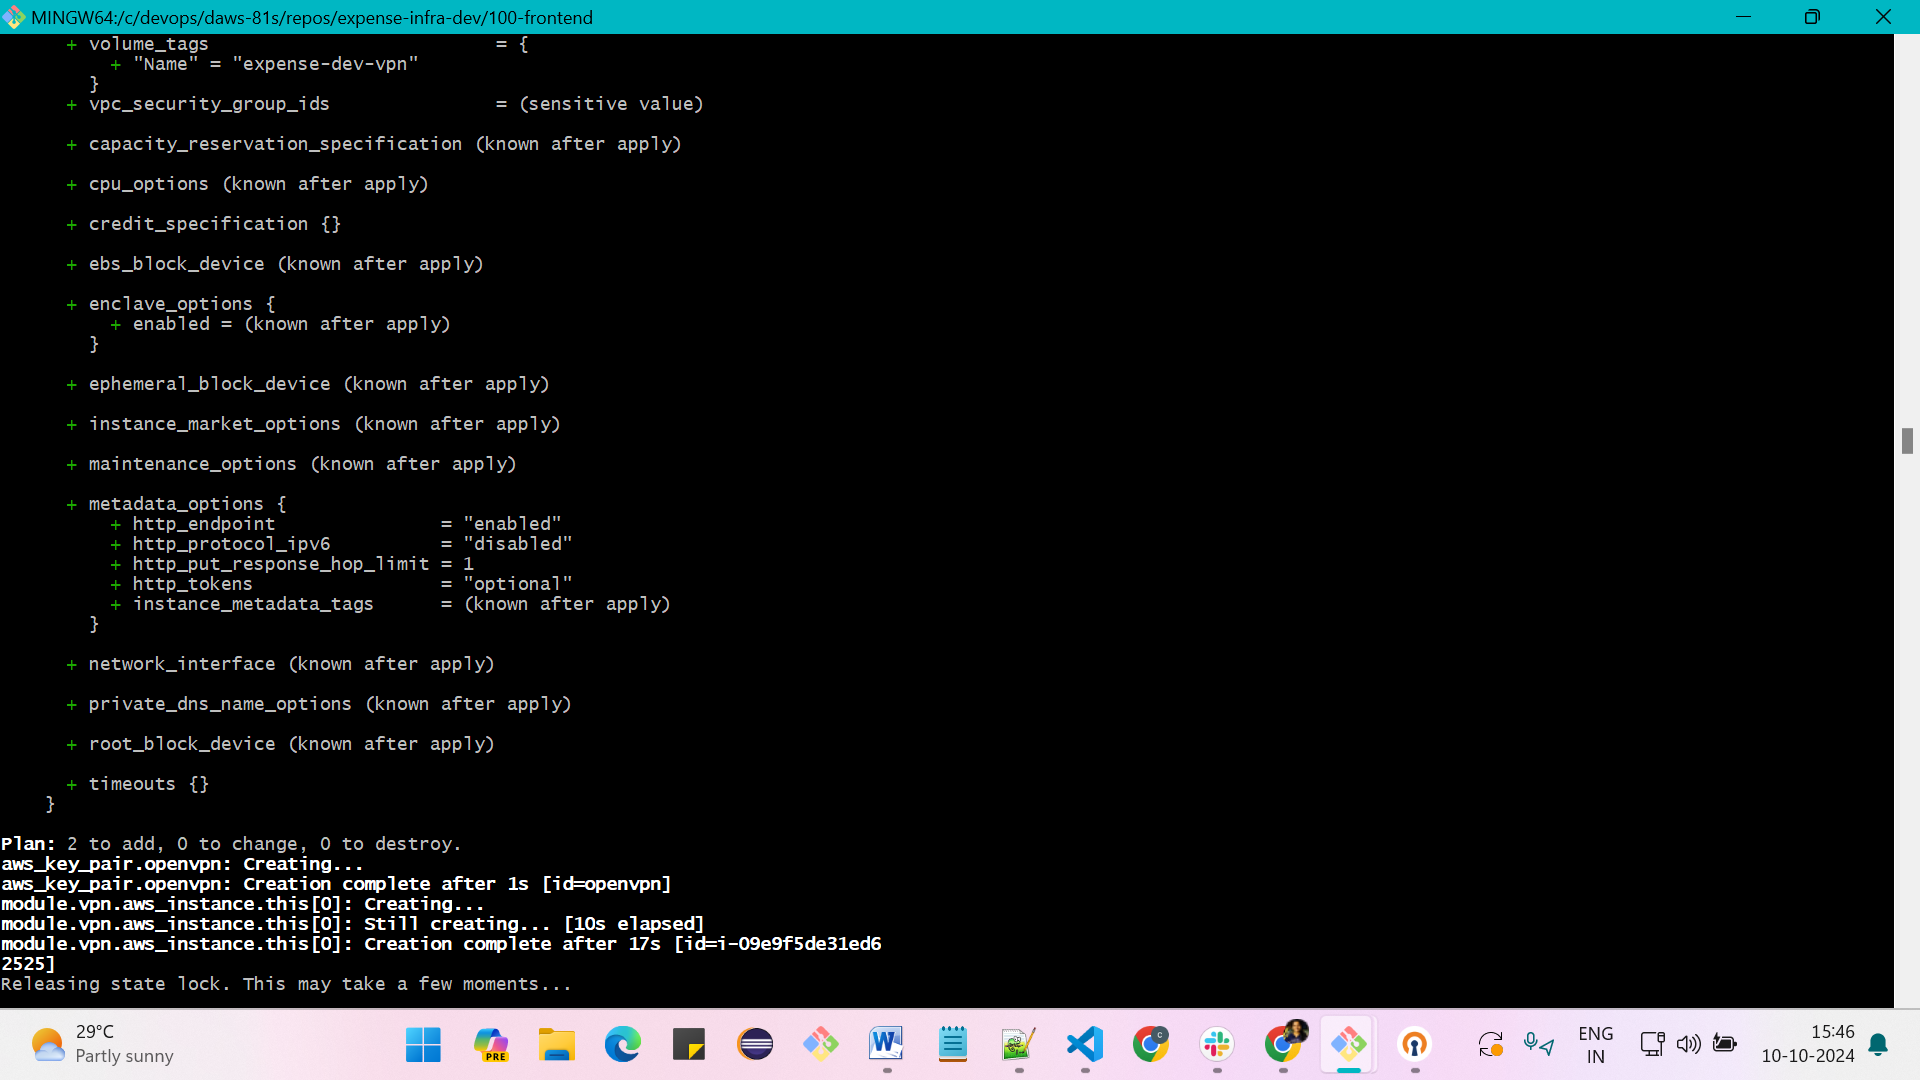 MINGW64:/c/devops/daws-81s/repos/expense-infra-dev/100-frontend
+ volume_tags = {
+ "Name" = "expense-dev-vpn"
}
+ vpc_security_group_ids = (sensitive value)
+ capacity_reservation_specification (known after apply)
+ cpu_options (known after apply)
+ credit_specification {}
+ ebs_block_device (known after apply)
+ enclave_options {
+ enabled = (known after apply)
}
+ ephemeral_block_device (known after apply)
+ instance_market_options (known after apply)
+ maintenance_options (known after apply)
+ metadata_options {
+ http_endpoint = "enabled"
+ http_protocol_ipv6 = "disabled"
+ http_put_response_hop_limit = 1
+ http_tokens = "optional"
+ instance_metadata_tags = (known after apply)
}
+ network_interface (known after apply)
+ private_dns_name_options (known after apply)
+ root_block_device (known after apply)
+ timeouts {}
}
Plan: 2 to add, 0 to change, 0 to destroy.
aws_key_pair.openvpn: Creating...
aws_key_pair.openvpn: Creation complete after 1s [id=openvpn]
module.vpn.aws_instance.this[0]: Creating...
module.vpn.aws_instance.this[0]: Still creating... [10s elapsed]
module.vpn.aws_instance.this[0]: Creation complete after 17s [id=i-09e9f5de31ed6
2525]
Releasing state lock. This may take a few moments...
29°C
Partly sunny
PRE
W
C
ENG
IN
15:46
10-10-2024